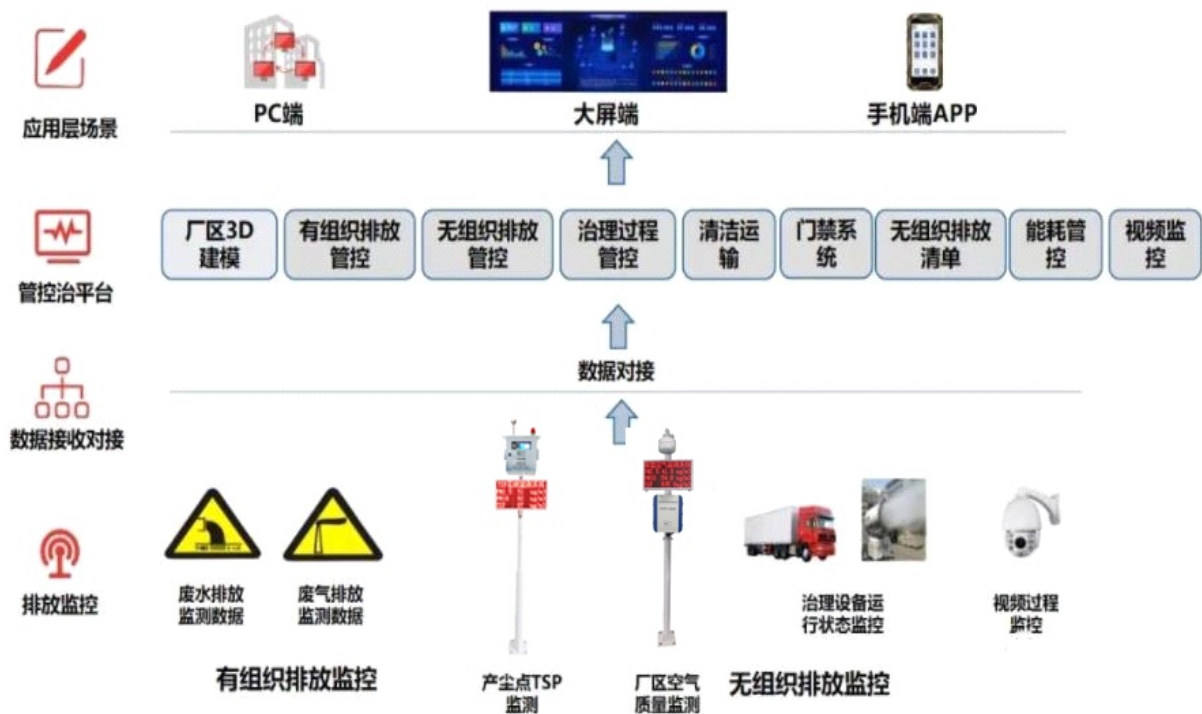 PC端
大屏端
手机端APP
应用层场景
厂区3D
建模
有组织排放
管控
无组织排放
管控
治理过程
管控
清洁运
输
门禁系
统
无组织排放
清单
能耗管
控
视频监
控
管控治平台
数据对接
数据接收对接
排放监控
废水排放
监测数据
废气排放
监测数据
治理设备运
行状态监控
视频过程
监控
有组织排放监控
产尘点TSP
监测
厂区空气
质量监测
无组织排放监控